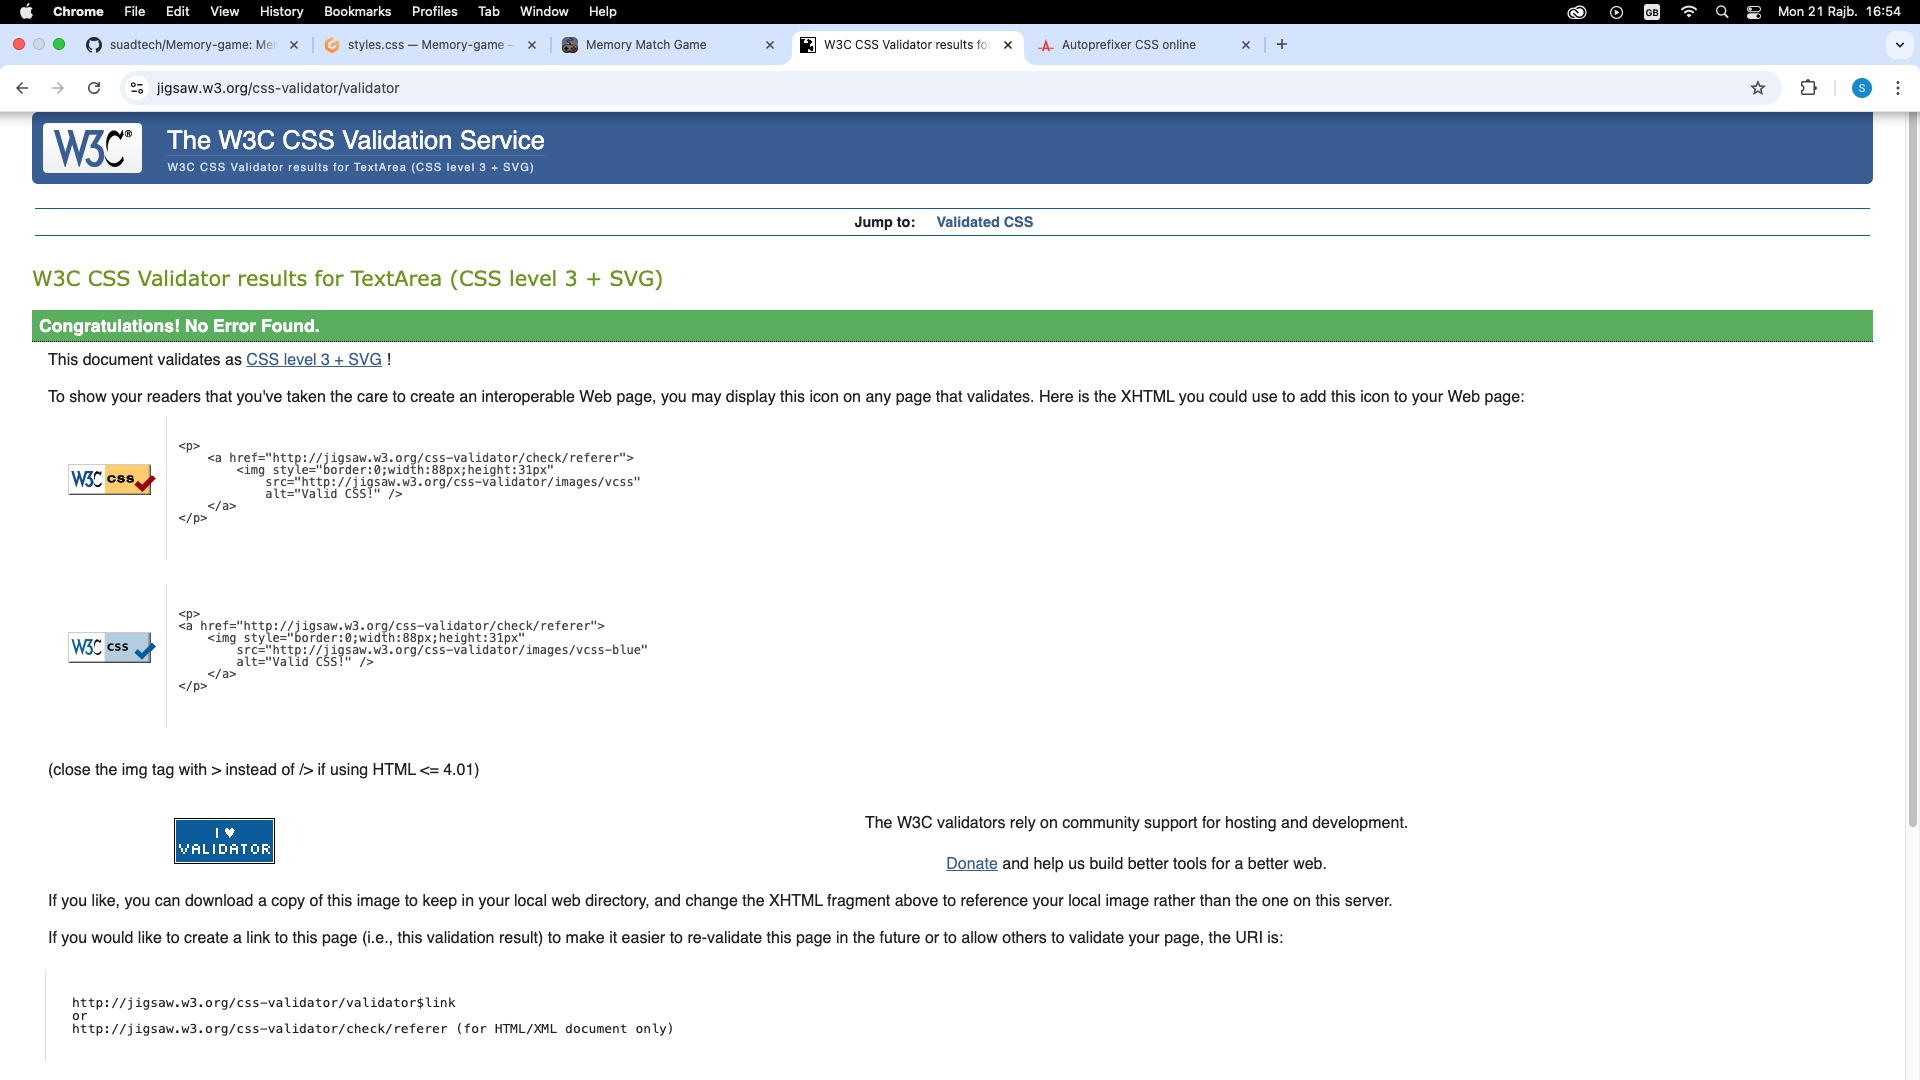 Chrome File Edit View History Bookmarks Profiles Tab Window Help GB Mon 21 Rajb. 16:54
suadtech/Memory-game: Me styles.css — Memory-game – Memory Match Game W3C CSS Validator results fo Autoprefixer CSS online
jigsaw.w3.org/css-validator/validator S
W3C® The W3C CSS Validation Service
W3C CSS Validator results for TextArea (CSS level 3 + SVG)
Jump to: Validated CSS
W3C CSS Validator results for TextArea (CSS level 3 + SVG)
Congratulations! No Error Found.
This document validates as CSS level 3 + SVG !
To show your readers that you've taken the care to create an interoperable Web page, you may display this icon on any page that validates. Here is the XHTML you could use to add this icon to your Web page:
W3C css
<p>
<a href="http://jigsaw.w3.org/css-validator/check/referer">
<img style="border:0;width:88px;height:31px"
src="http://jigsaw.w3.org/css-validator/images/vcss"
alt="Valid CSS!" />
</a>
</p>
W3C css
<p>
<a href="http://jigsaw.w3.org/css-validator/check/referer">
<img style="border:0;width:88px;height:31px"
src="http://jigsaw.w3.org/css-validator/images/vcss-blue"
alt="Valid CSS!" />
</a>
</p>
(close the img tag with > instead of /> if using HTML <= 4.01)
I ♥
VALIDATOR
The W3C validators rely on community support for hosting and development.
Donate and help us build better tools for a better web.
If you like, you can download a copy of this image to keep in your local web directory, and change the XHTML fragment above to reference your local image rather than the one on this server.
If you would like to create a link to this page (i.e., this validation result) to make it easier to re-validate this page in the future or to allow others to validate your page, the URI is:
http://jigsaw.w3.org/css-validator/validator$link
or
http://jigsaw.w3.org/css-validator/check/referer (for HTML/XML document only)